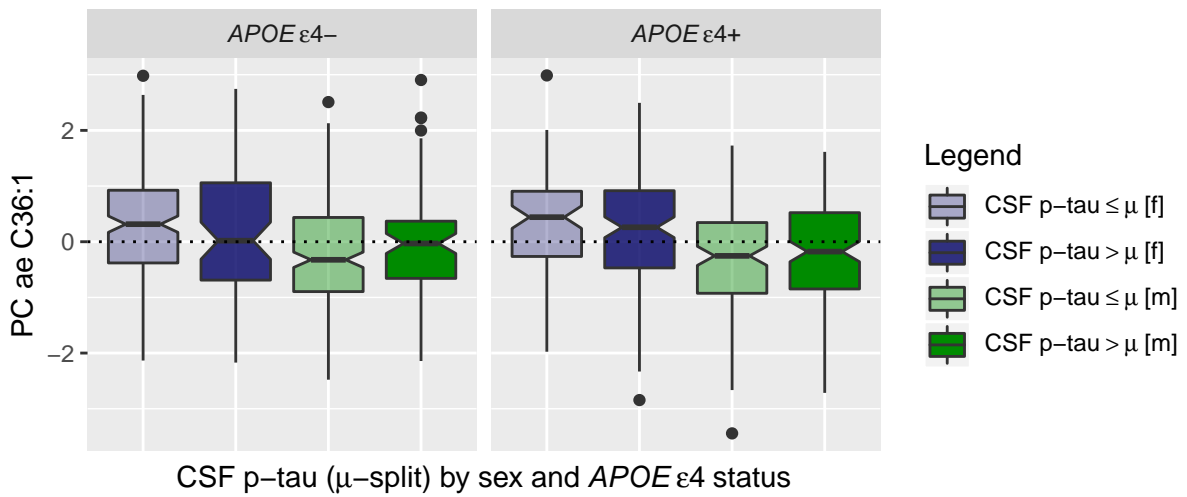 APOE ε4− APOE ε4+
PC ae C36:1
2
0
−2
CSF p−tau (μ−split) by sex and APOE ε4 status
Legend
CSF p−tau ≤ μ [f]
CSF p−tau > μ [f]
CSF p−tau ≤ μ [m]
CSF p−tau > μ [m]